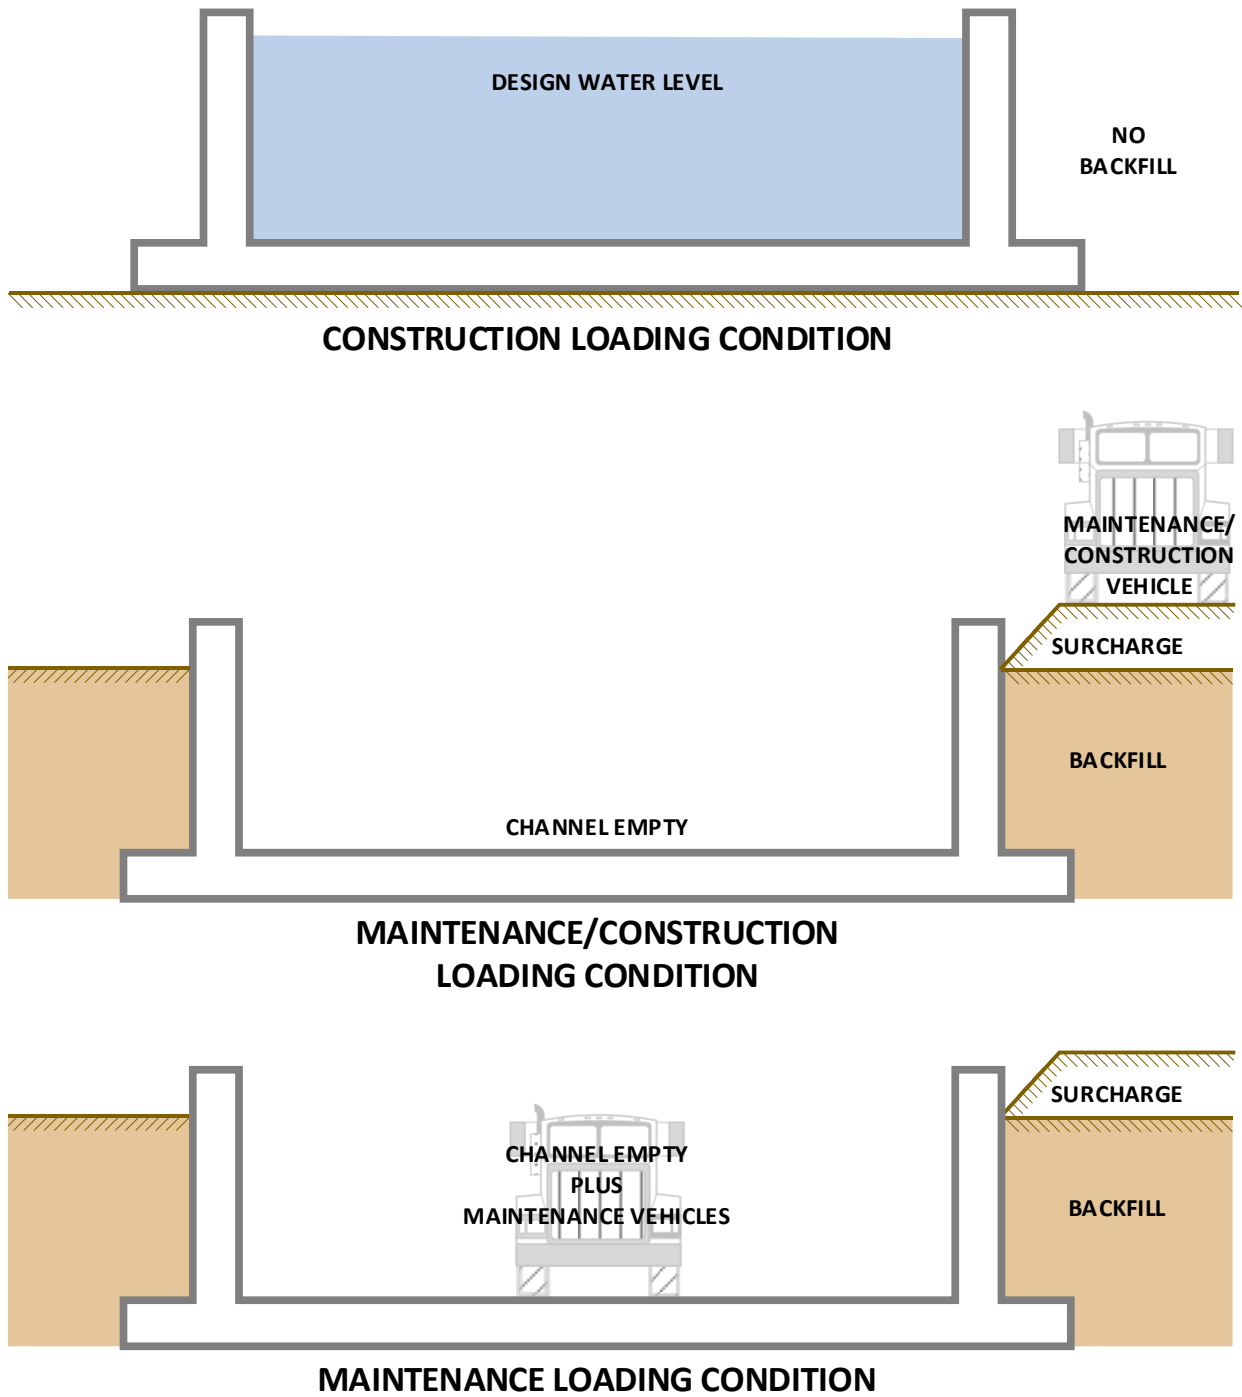 DESIGN WATER LEVEL
NO
BACKFILL
CONSTRUCTION LOADING CONDITION
MAINTENANCE/
CONSTRUCTION
VEHICLE
SURCHARGE
BACKFILL
CHANNEL EMPTY
MAINTENANCE/CONSTRUCTION
LOADING CONDITION
SURCHARGE
CHANNEL EMPTY
PLUS
MAINTENANCE VEHICLES
BACKFILL
MAINTENANCE LOADING CONDITION